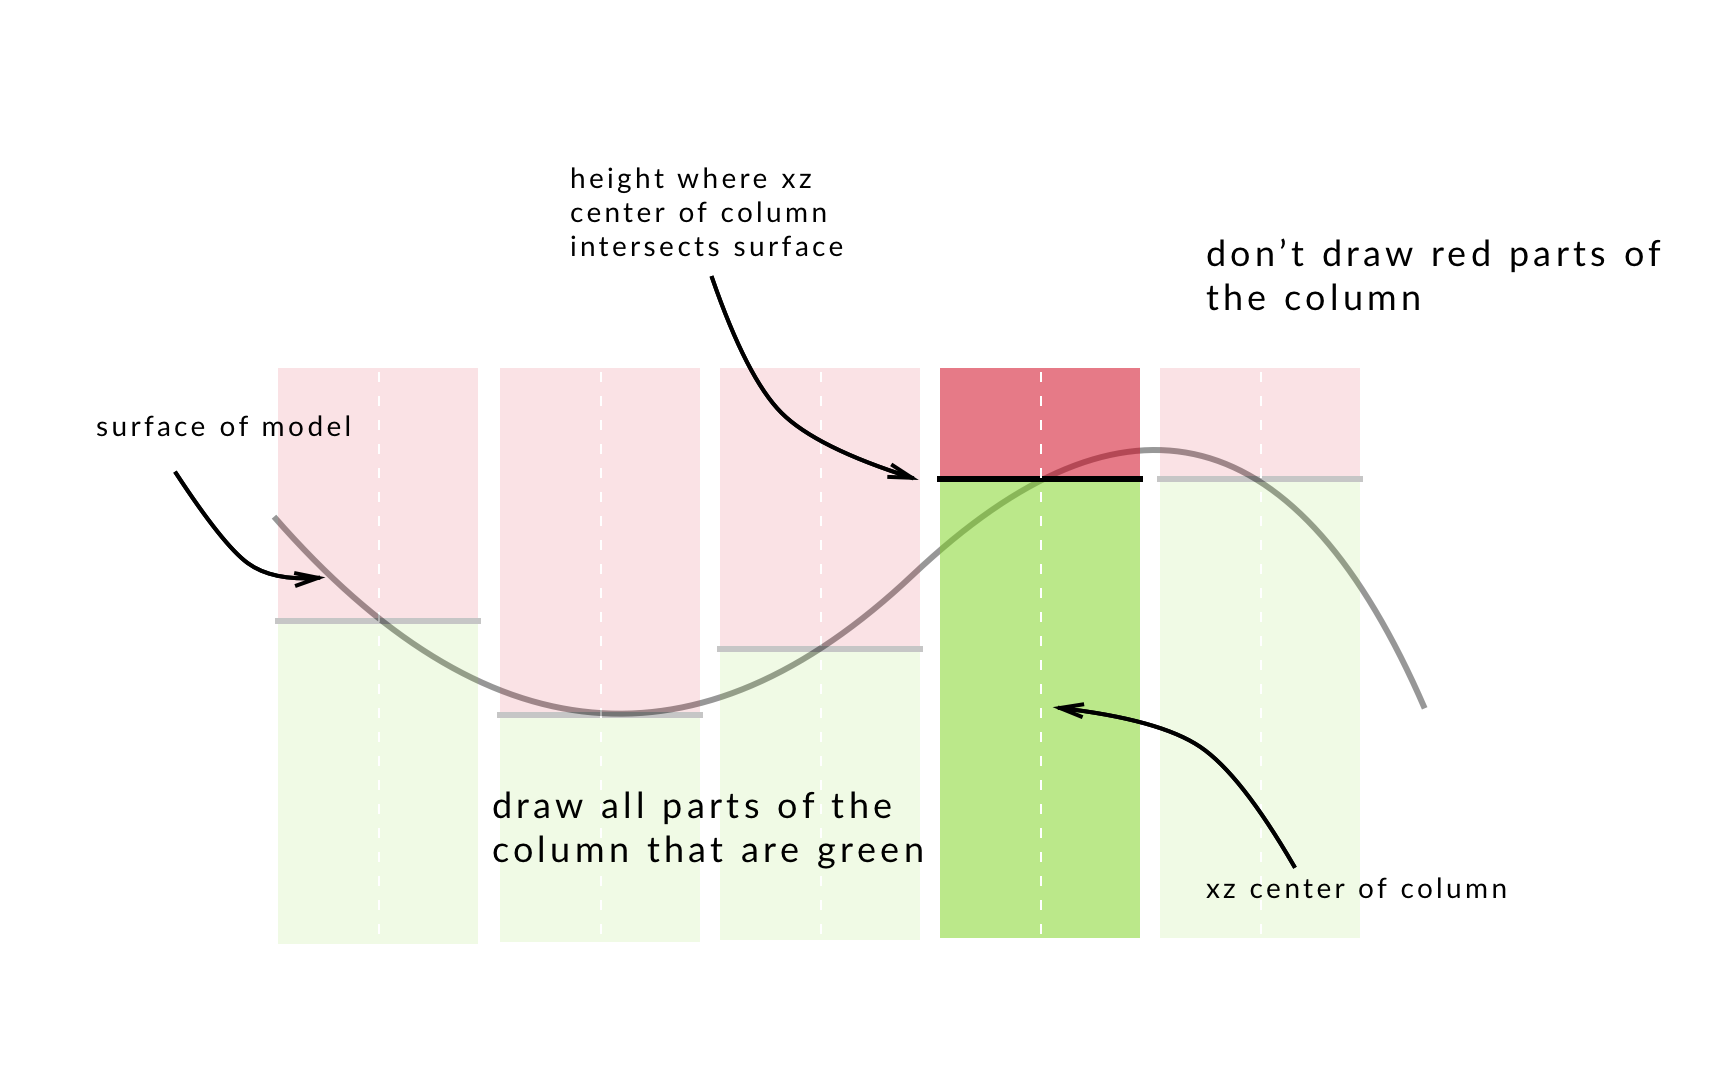 height where xz
center of column
intersects surface
don’t draw red parts of
the column
surface of model
draw all parts of the
column that are green
xz center of column